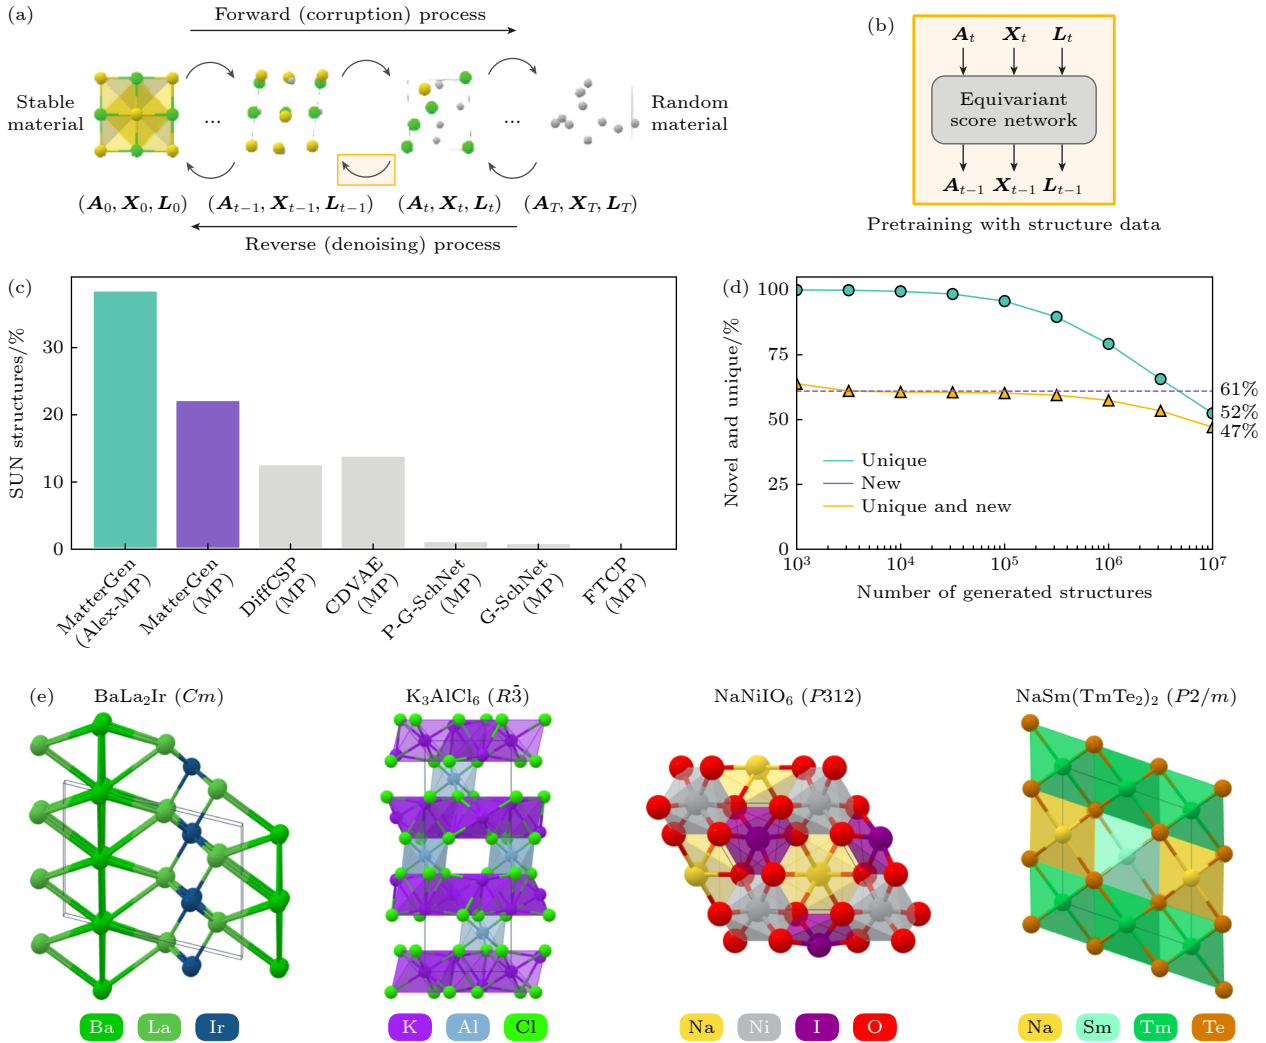 (a)
Forward (corruption) process
Stable
material
...
...
Random
material
(A₀, X₀, L₀)
(Aₜ₋₁, Xₜ₋₁, Lₜ₋₁)
(Aₜ, Xₜ, Lₜ)
(A_T, X_T, L_T)
Reverse (denoising) process
(b)
Aₜ Xₜ Lₜ
Equivariant
score network
Aₜ₋₁ Xₜ₋₁ Lₜ₋₁
Pretraining with structure data
(c)
SUN structures/%
30
20
10
0
MatterGen
(Alex-MP)
MatterGen
(MP)
DiffCSP
(MP)
CDVAE
(MP)
P-G-SchNet
(MP)
G-SchNet
(MP)
FTCP
(MP)
(d)
Novel and unique/%
100
75
50
25
0
61%
52%
47%
Unique
New
Unique and new
10³ 10⁴ 10⁵ 10⁶ 10⁷
Number of generated structures
(e)
BaLa₂Ir (Cm)
K₃AlCl₆ (R3̄)
NaNiIO₆ (P312)
NaSm(TmTe₂)₂ (P2/m)
Ba La Ir
K Al Cl
Na Ni I O
Na Sm Tm Te